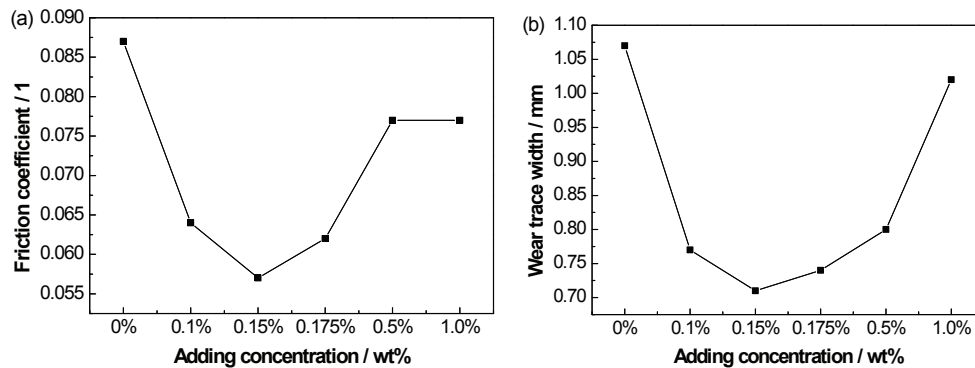 (a)
0.090
0.085
0.080
0.075
0.070
0.065
0.060
0.055
Friction coefficient / 1
0% 0.1% 0.15% 0.175% 0.5% 1.0%
Adding concentration / wt%
(b)
1.10
1.05
1.00
0.95
0.90
0.85
0.80
0.75
0.70
Wear trace width / mm
0% 0.1% 0.15% 0.175% 0.5% 1.0%
Adding concentration / wt%